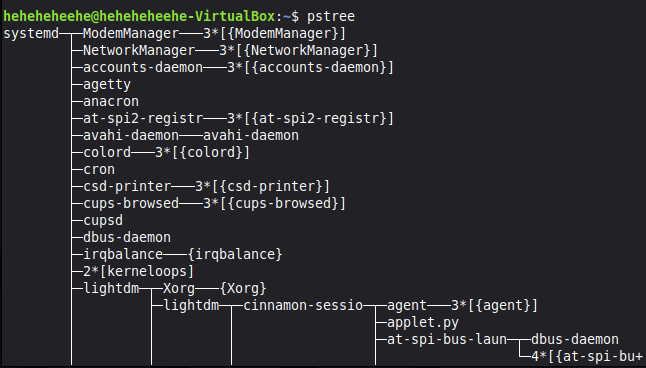 heheheheehe@heheheheehe-VirtualBox:~$ pstree
systemd─┬─ModemManager───3*[{ModemManager}]
        ├─NetworkManager───3*[{NetworkManager}]
        ├─accounts-daemon───3*[{accounts-daemon}]
        ├─agetty
        ├─anacron
        ├─at-spi2-registr───3*[{at-spi2-registr}]
        ├─avahi-daemon───avahi-daemon
        ├─colord───3*[{colord}]
        ├─cron
        ├─csd-printer───3*[{csd-printer}]
        ├─cups-browsed───3*[{cups-browsed}]
        ├─cupsd
        ├─dbus-daemon
        ├─irqbalance───{irqbalance}
        ├─2*[kerneloops]
        ├─lightdm─┬─Xorg───{Xorg}
        │         ├─lightdm─┬─cinnamon-sessio─┬─agent───3*[{agent}]
        │         │         │                 ├─applet.py
        │         │         │                 ├─at-spi-bus-laun─┬─dbus-daemon
        │         │         │                 │                 └─4*[{at-spi-bu+